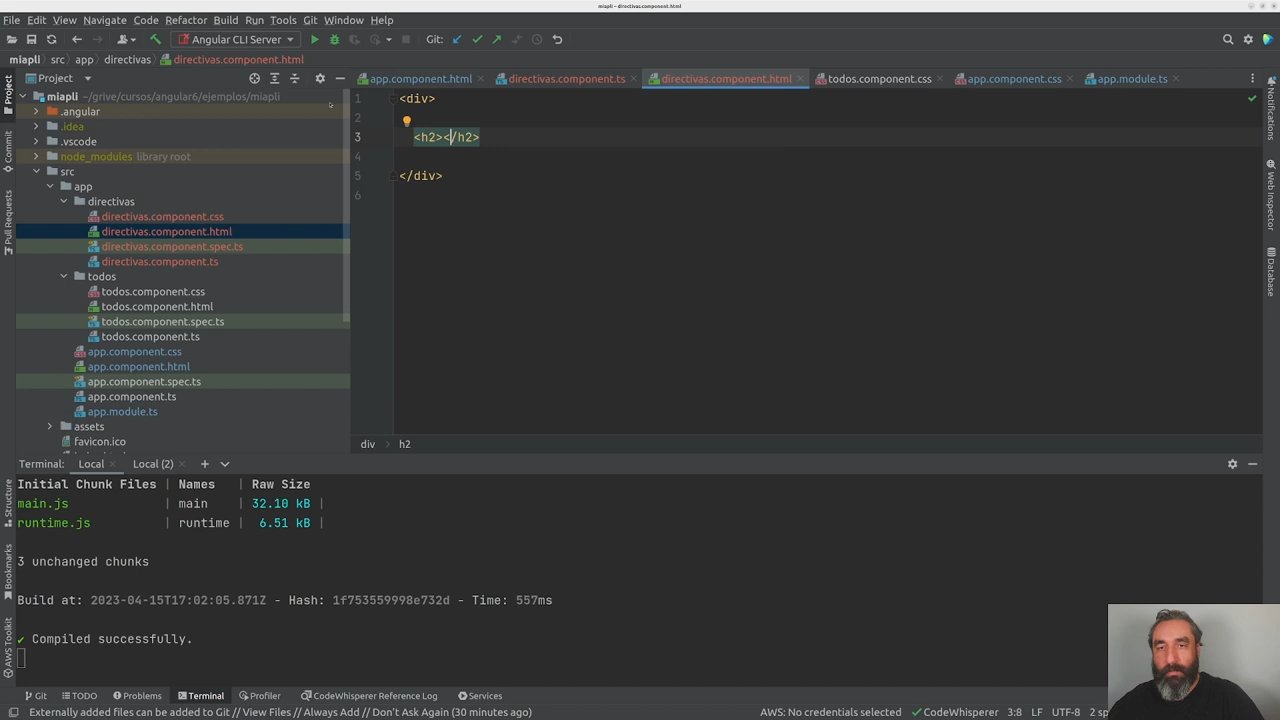 miapli – directivas.component.html
File Edit View Navigate Code Refactor Build Run Tools Git Window Help
Angular CLI Server Git:
miapli src app directivas directivas.component.html
Project
app.component.html directivas.component.ts directivas.component.html todos.component.css app.component.css app.module.ts
miapli ~/grive/cursos/angular6/ejemplos/miapli
.angular
.idea
.vscode
node_modules library root
src
app
directivas
directivas.component.css
directivas.component.html
directivas.component.spec.ts
directivas.component.ts
todos
todos.component.css
todos.component.html
todos.component.spec.ts
todos.component.ts
app.component.css
app.component.html
app.component.spec.ts
app.component.ts
app.module.ts
assets
favicon.ico
1 <div>
2
3 <h2></h2>
4
5 </div>
6
div h2
Project
Commit
Pull Requests
Structure
Bookmarks
AWS Toolkit
Notifications
Web Inspector
Database
Terminal: Local Local (2)
Initial Chunk Files | Names | Raw Size
main.js | main | 32.10 kB |
runtime.js | runtime | 6.51 kB |
3 unchanged chunks
Build at: 2023-04-15T17:02:05.871Z - Hash: 1f753559998e732d - Time: 557ms
✔ Compiled successfully.
Git TODO Problems Terminal Profiler CodeWhisperer Reference Log Services
Externally added files can be added to Git // View Files // Always Add // Don't Ask Again (30 minutes ago) AWS: No credentials selected CodeWhisperer 3:8 LF UTF-8 2 sp